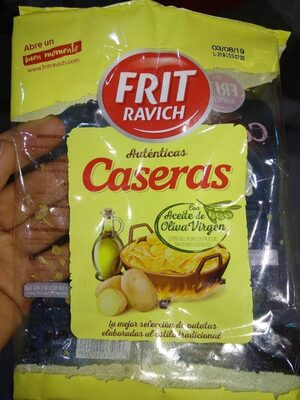 Abre un
buen momento
www.fritravich.com
03/08/19
FRIT
RAVICH
Auténticas
Caseras
Con
Aceite de
Oliva Virgen
La mejor selección de patatas
elaboradas al estilo tradicional